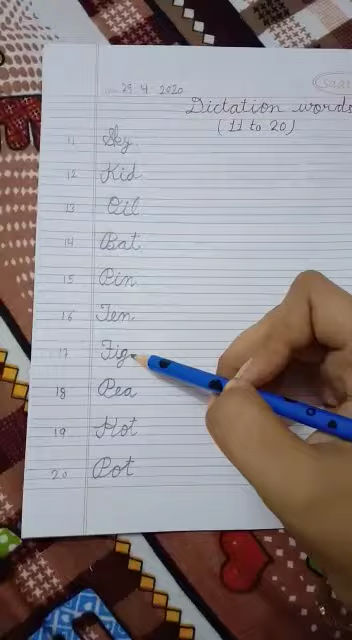 23.4.2020
Dictation words
(11 to 20)
11 Sky.
12 Kid
13 Oil
14 Bat.
15 Pin
16 Ten.
17 Fig
18 Pea
19 Hot
20 Pot